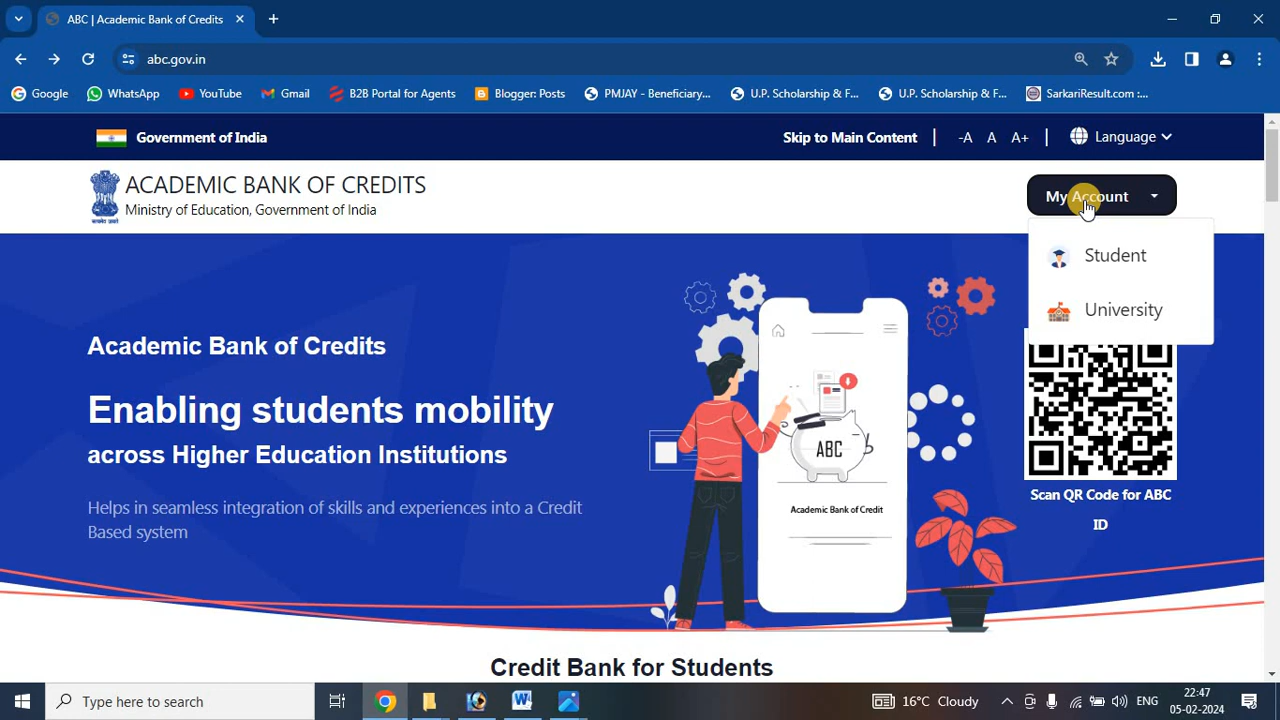 ABC | Academic Bank of Credits
abc.gov.in
Google WhatsApp YouTube Gmail B2B Portal for Agents Blogger: Posts PMJAY - Beneficiary... U.P. Scholarship & F... U.P. Scholarship & F... SarkariResult.com :...
Government of India Skip to Main Content -A A A+ Language
ACADEMIC BANK OF CREDITS
Ministry of Education, Government of India
My Account
Student
University
Academic Bank of Credits
Enabling students mobility
across Higher Education Institutions
Helps in seamless integration of skills and experiences into a Credit
Based system
ABC
Academic Bank of Credit
Scan QR Code for ABC
ID
Credit Bank for Students
Type here to search
16°C Cloudy
ENG
22:47
05-02-2024